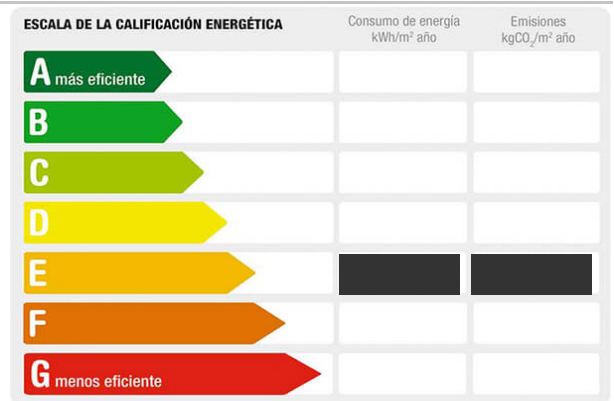 ESCALA DE LA CALIFICACIÓN ENERGÉTICA
Consumo de energía
kWh/m² año
Emisiones
kgCO₂/m² año
A más eficiente
B
C
D
E
F
G menos eficiente